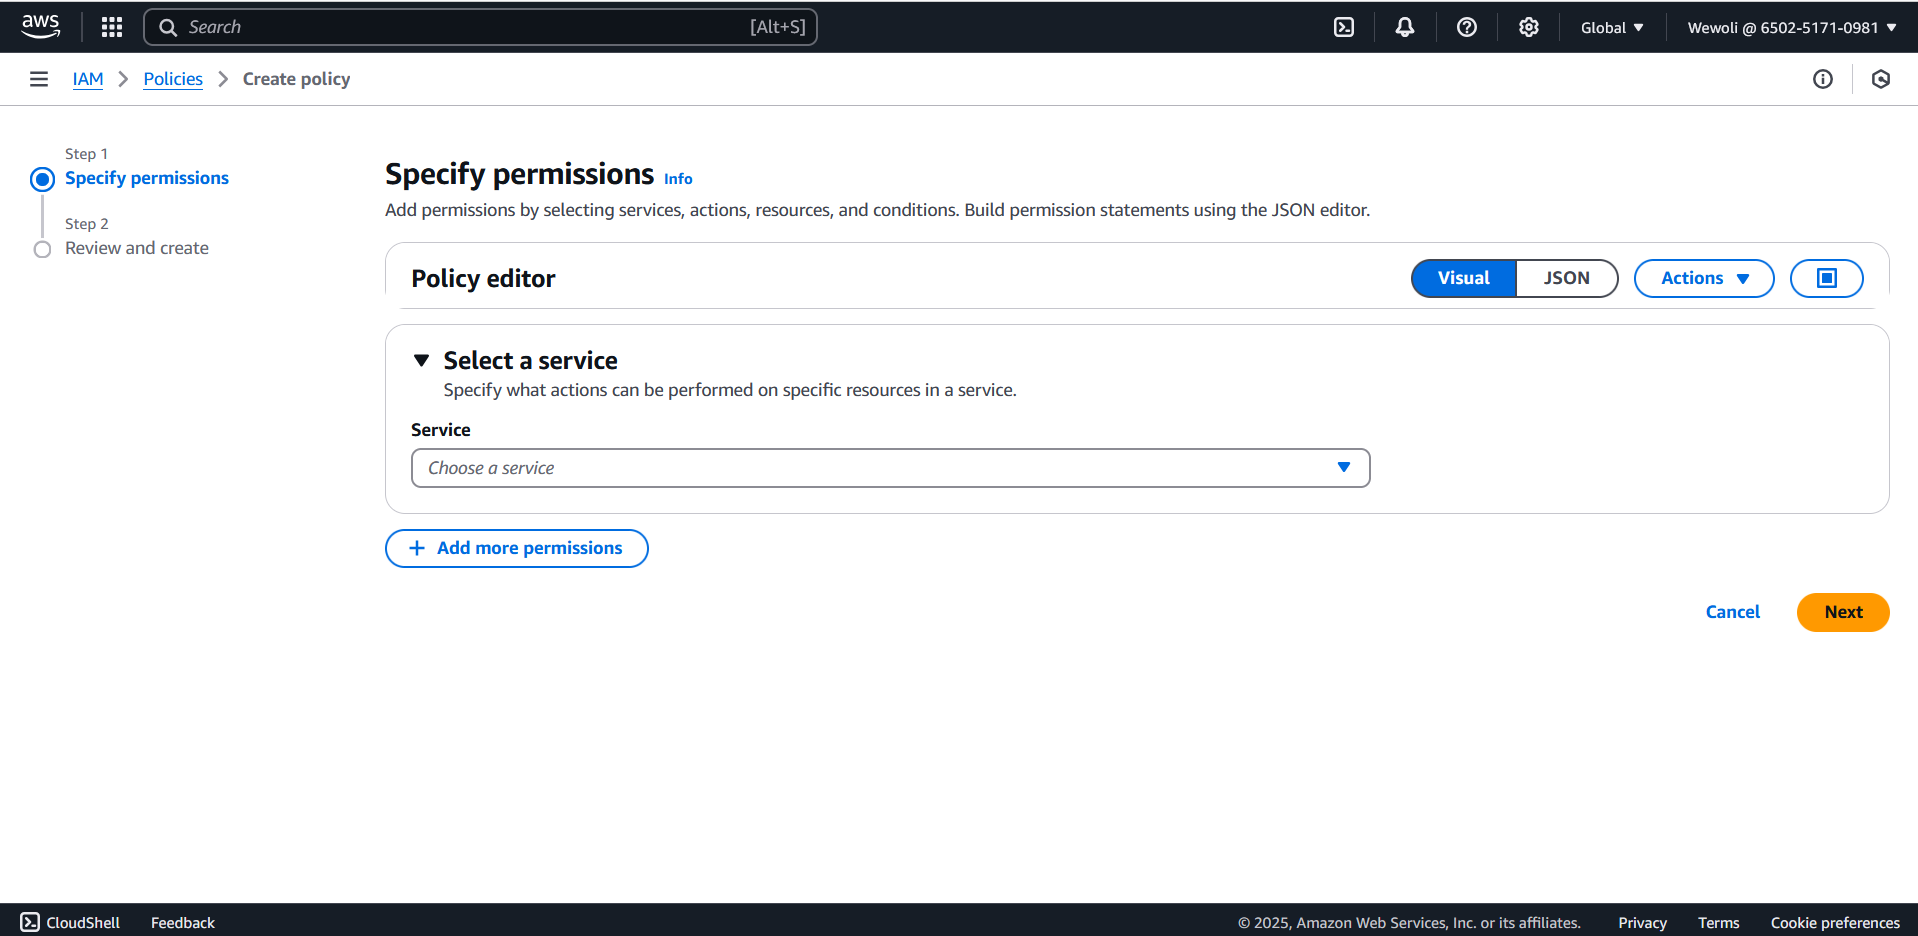 aws
Search [Alt+S]
Global
Wewoli @ 6502-5171-0981
IAM
Policies
Create policy
Step 1
Specify permissions
Step 2
Review and create
Specify permissions Info
Add permissions by selecting services, actions, resources, and conditions. Build permission statements using the JSON editor.
Policy editor
Visual
JSON
Actions
Select a service
Specify what actions can be performed on specific resources in a service.
Service
Choose a service
Add more permissions
Cancel
Next
CloudShell
Feedback
© 2025, Amazon Web Services, Inc. or its affiliates.
Privacy
Terms
Cookie preferences